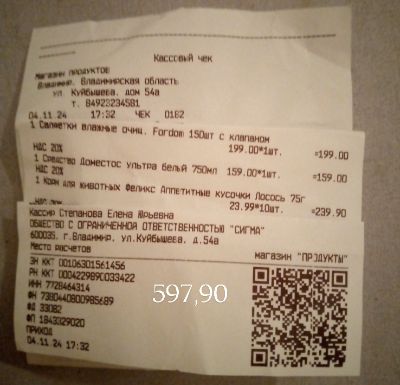 Кассовый чек
Магазин продуктов
Владимир, Владимирская область
ул. Куйбышева, дом 54а
т. 84923234581
04.11.24 17:32 ЧЕК 0182
1 Салфетки влажные очищ. Fordom 150шт с клапаном
199.00*1шт. =199.00
НДС 20%
1 Средство Доместос Ультра белый 750мл
159.00*1шт. =159.00
НДС 20%
1 Корм для животных Феликс Аппетитные кусочки Лосось 75г
23.99*10шт. =239.90
НДС 20%
Кассир Степанова Елена Юрьевна
ОБЩЕСТВО С ОГРАНИЧЕННОЙ ОТВЕТСТВЕННОСТЬЮ "СИГМА"
600035, г.Владимир, ул.Куйбышева, д.54а
Место расчетов магазин "ПРОДУКТЫ"
ЗН ККТ 00106301561456
РН ККТ 0004229890033422
ИНН 7728464314
ФН 7380440800985689
ФД 33082
ФП 1843329020
ПРИХОД
04.11.24 17:32
597,90